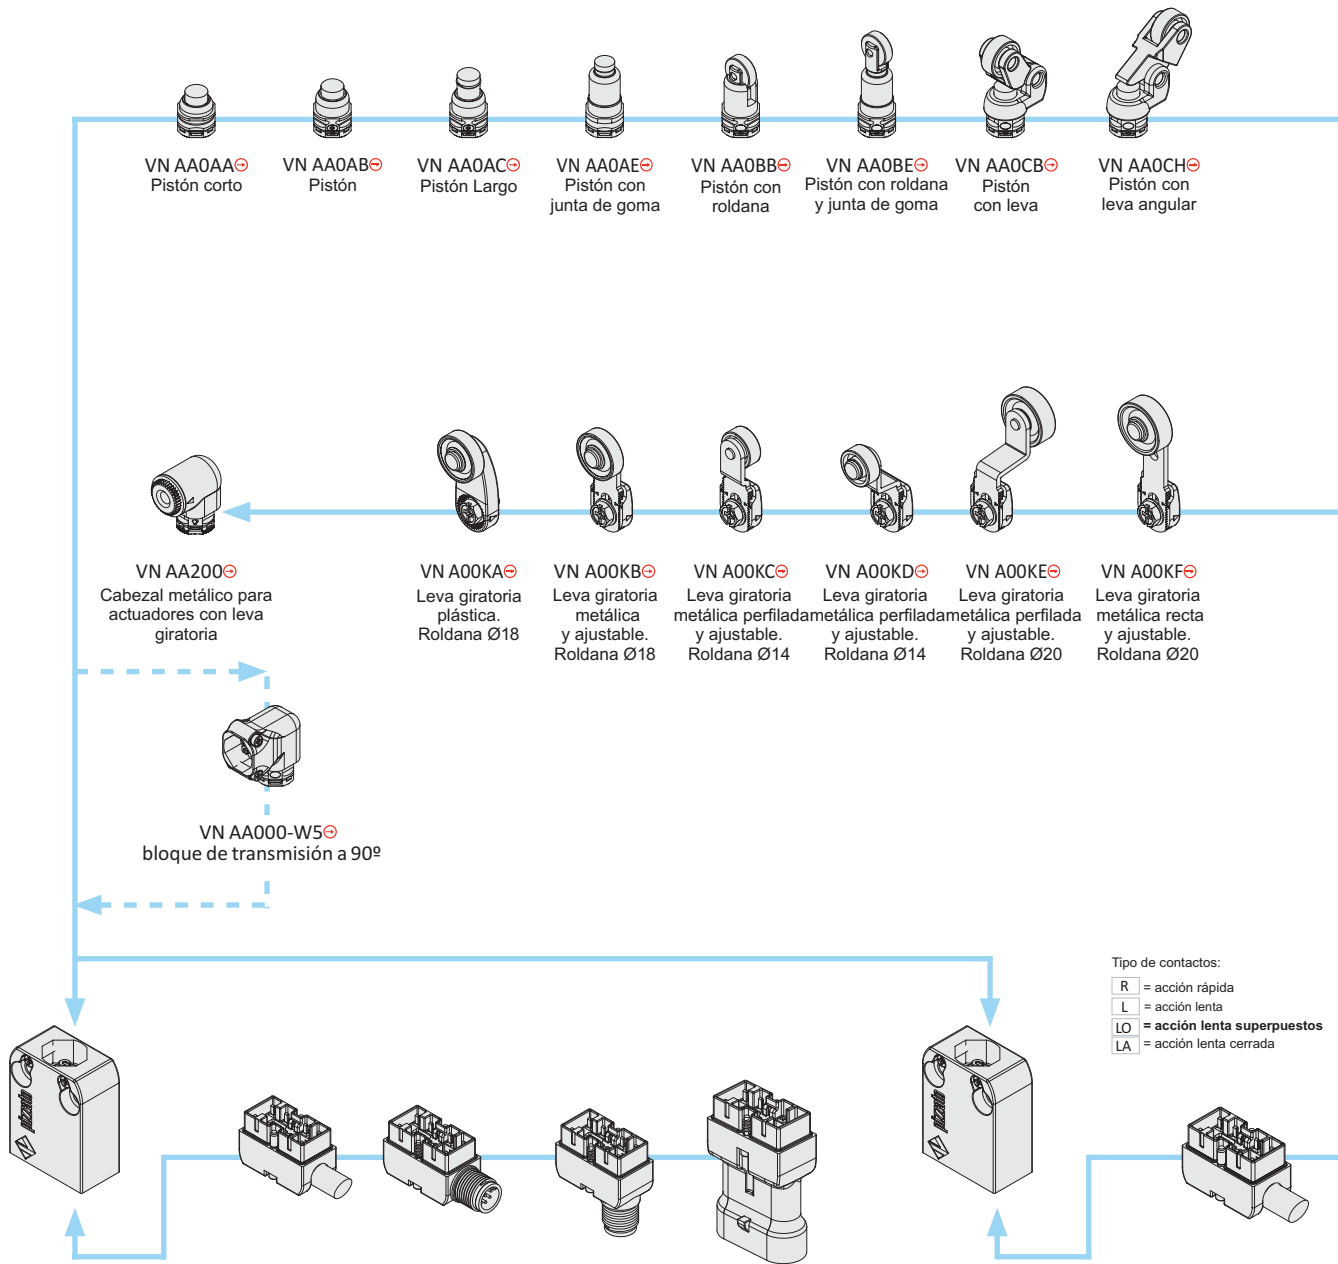 VN AA0AA
Pistón corto
VN AA0AB
Pistón
VN AA0AC
Pistón Largo
VN AA0AE
Pistón con
junta de goma
VN AA0BB
Pistón con
roldana
VN AA0BE
Pistón con roldana
y junta de goma
VN AA0CB
Pistón
con leva
VN AA0CH
Pistón con
leva angular
VN AA200
Cabezal metálico para
actuadores con leva
giratoria
VN A00KA
Leva giratoria
plástica.
Roldana Ø18
VN A00KB
Leva giratoria
metálica
y ajustable.
Roldana Ø18
VN A00KC
Leva giratoria
metálica perfilada
y ajustable.
Roldana Ø14
VN A00KD
Leva giratoria
metálica perfilada
y ajustable.
Roldana Ø14
VN A00KE
Leva giratoria
metálica perfilada
y ajustable.
Roldana Ø20
VN A00KF
Leva giratoria
metálica recta
y ajustable.
Roldana Ø20
VN AA000-W5
bloque de transmisión a 90º
Tipo de contactos:
R = acción rápida
L = acción lenta
LO = acción lenta superpuestos
LA = acción lenta cerrada
pizzato
pizzato